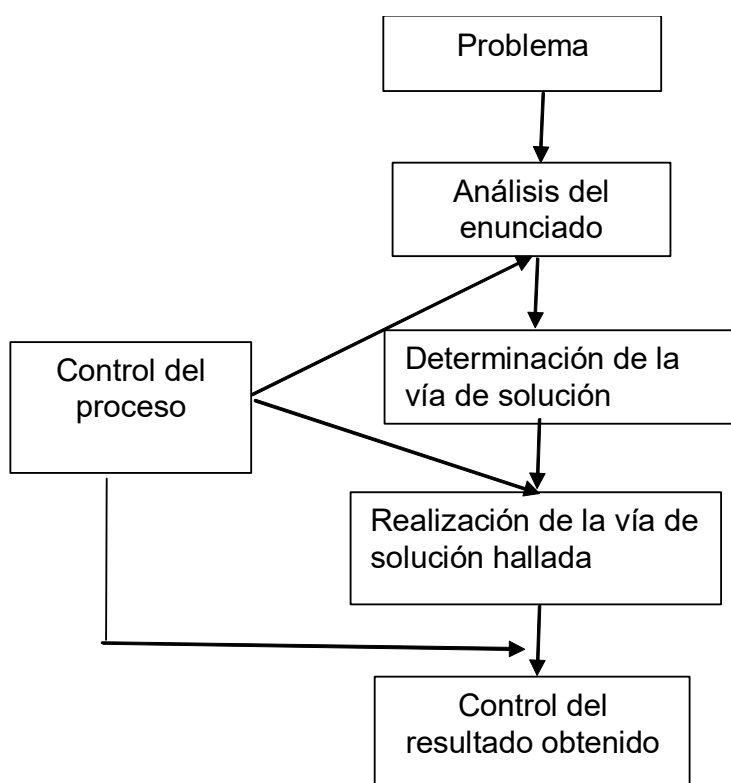 Problema
Análisis del
enunciado
Determinación de la
vía de solución
Control del
proceso
Realización de la vía de
solución hallada
Control del
resultado obtenido